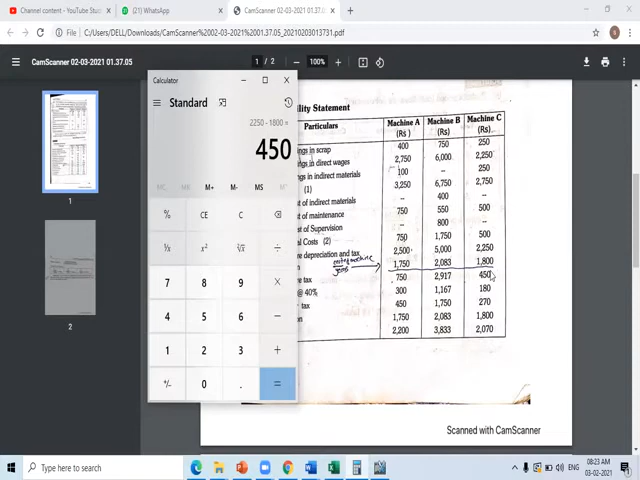 Channel content - YouTube Stud
(21) WhatsApp
CamScanner 02-03-2021 01.37.05
File
C:/Users/DELL/Downloads/CamScanner%2002-03-2021%2001.37.05_20210203013731.pdf
CamScanner 02-03-2021 01.37.05
1 / 2
100%
1
2
Calculator
Standard
2250 - 1800 =
450
MC MR M+ M- MS M
% CE C
1/x x² ²√x ÷
7 8 9 ×
4 5 6 −
1 2 3 +
+/- 0 . =
ility Statement
Particulars Machine A (Rs) Machine B (Rs) Machine C (Rs)
ings in scrap 400 750 250
ings in direct wages 2,750 6,000 2,250
ings in indirect materials 100 -- 250
(1) 3,250 6,750 2,750
st of indirect materials -- 400 --
st of maintenance 750 550 500
st of Supervision -- 800 --
al Costs (2) 750 1,750 500
re depreciation and tax 2,500 5,000 2,250
on 1,750 2,083 1,800
e tax 750 2,917 450
@ 40% 300 1,167 180
r tax 450 1,750 270
on 1,750 2,083 1,800
2,200 3,833 2,070
Scanned with CamScanner
Type here to search
ENG
08:23 AM
03-02-2021